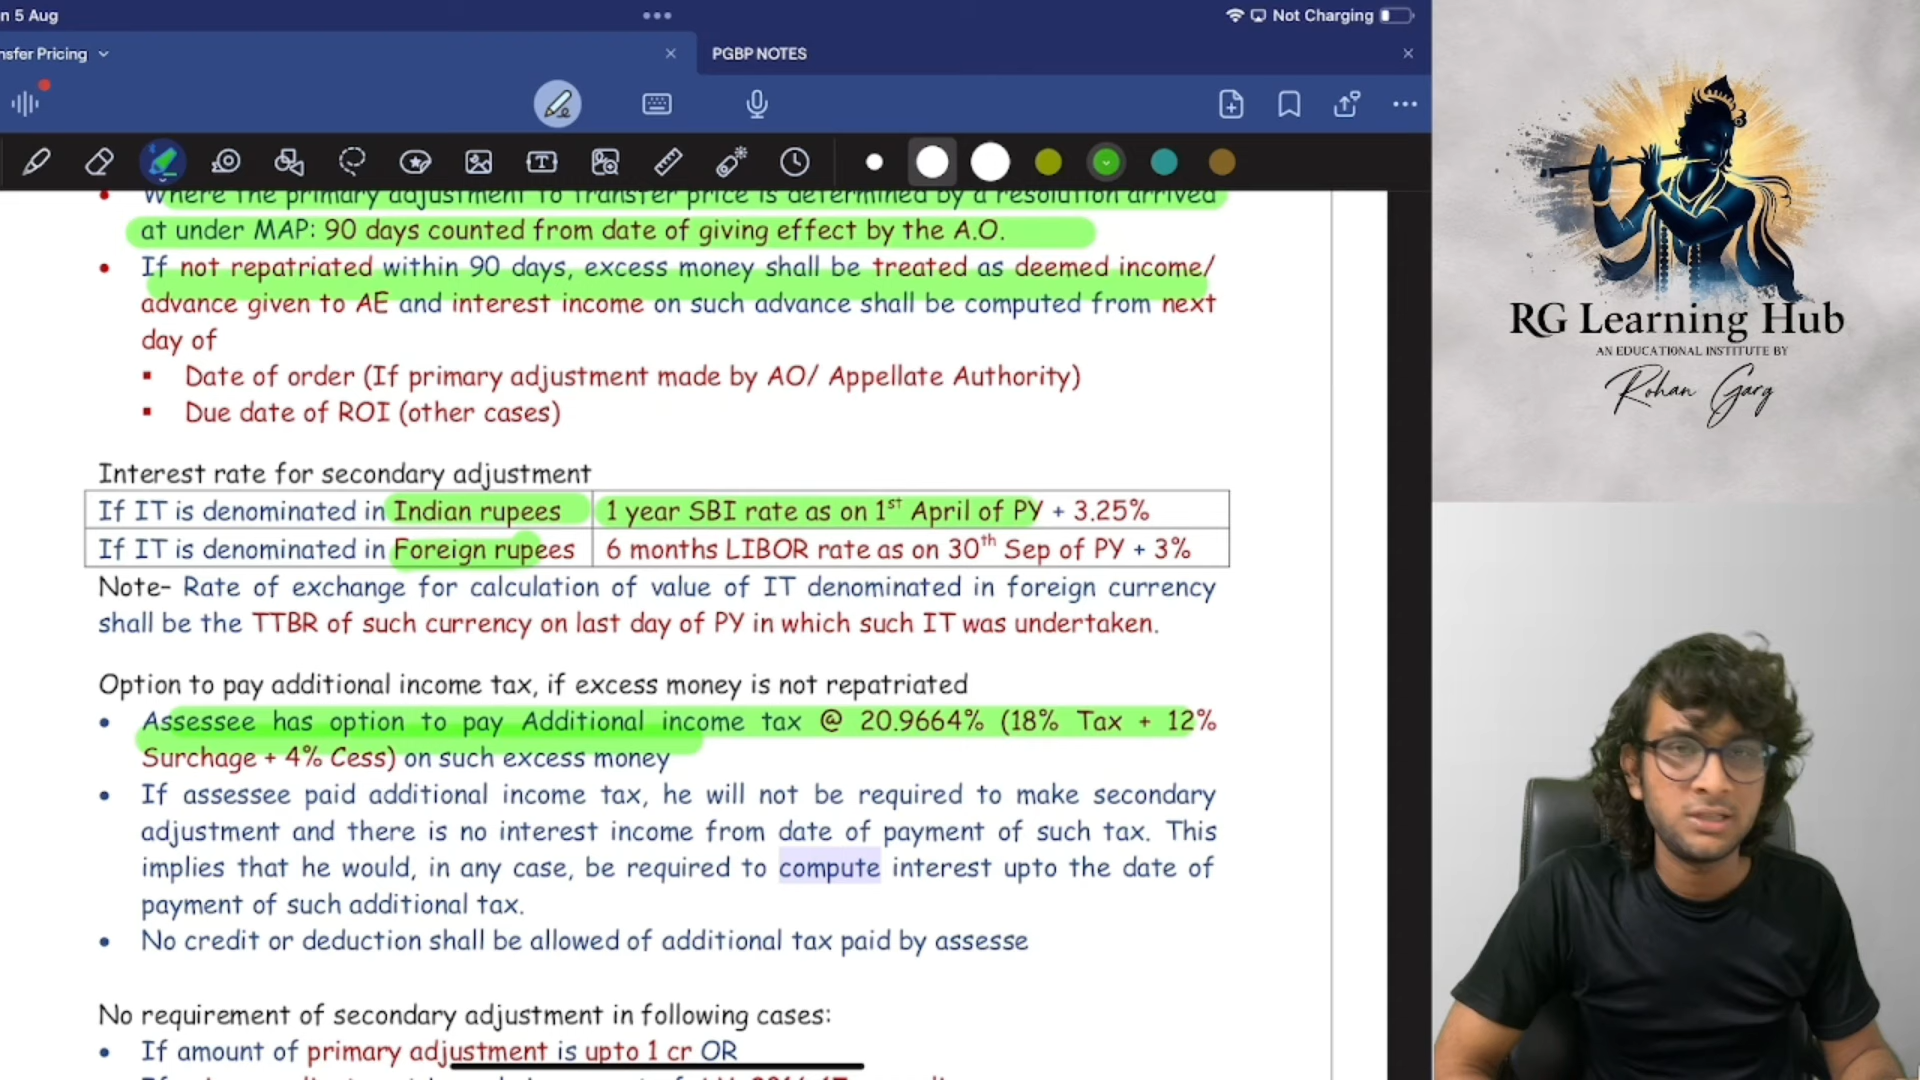 n 5 Aug
Not Charging
nsfer Pricing
PGBP NOTES
Where the primary adjustment to transfer price is determined by a resolution arrived
at under MAP: 90 days counted from date of giving effect by the A.O.
If not repatriated within 90 days, excess money shall be treated as deemed income/
advance given to AE and interest income on such advance shall be computed from next
day of
Date of order (If primary adjustment made by AO/ Appellate Authority)
Due date of ROI (other cases)
Interest rate for secondary adjustment
If IT is denominated in Indian rupees 1 year SBI rate as on 1st April of PY + 3.25%
If IT is denominated in Foreign rupees 6 months LIBOR rate as on 30th Sep of PY + 3%
Note- Rate of exchange for calculation of value of IT denominated in foreign currency
shall be the TTBR of such currency on last day of PY in which such IT was undertaken.
Option to pay additional income tax, if excess money is not repatriated
Assessee has option to pay Additional income tax @ 20.9664% (18% Tax + 12%
Surchage + 4% Cess) on such excess money
If assessee paid additional income tax, he will not be required to make secondary
adjustment and there is no interest income from date of payment of such tax. This
implies that he would, in any case, be required to compute interest upto the date of
payment of such additional tax.
No credit or deduction shall be allowed of additional tax paid by assesse
No requirement of secondary adjustment in following cases:
If amount of primary adjustment is upto 1 cr OR
RG Learning Hub
AN EDUCATIONAL INSTITUTE BY
Rohan Garg